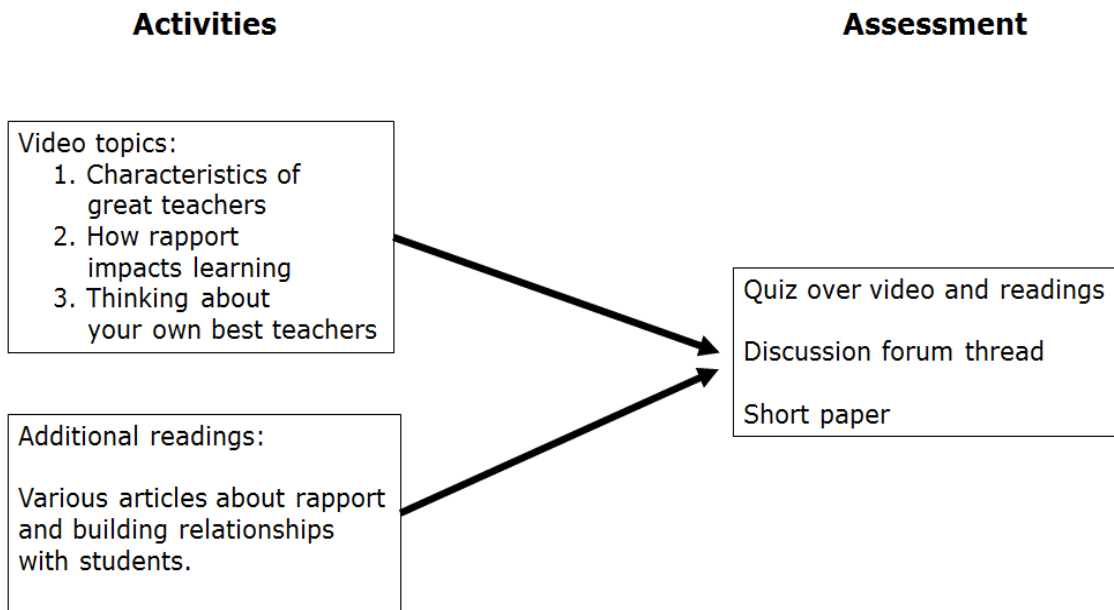 Activities
Assessment
Video topics:
1. Characteristics of
great teachers
2. How rapport
impacts learning
3. Thinking about
your own best teachers
Additional readings:
Various articles about rapport
and building relationships
with students.
Quiz over video and readings
Discussion forum thread
Short paper